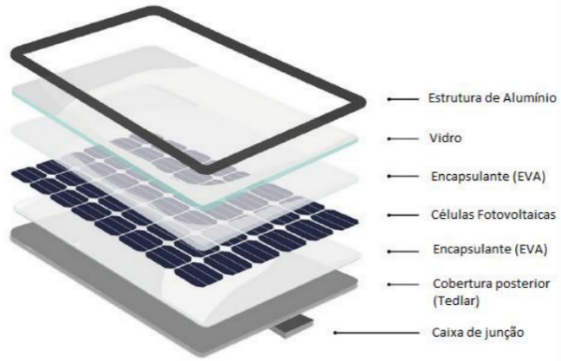 Estrutura de Alumínio
Vidro
Encapsulante (EVA)
Células Fotovoltaicas
Encapsulante (EVA)
Cobertura posterior
(Tedlar)
Caixa de junção